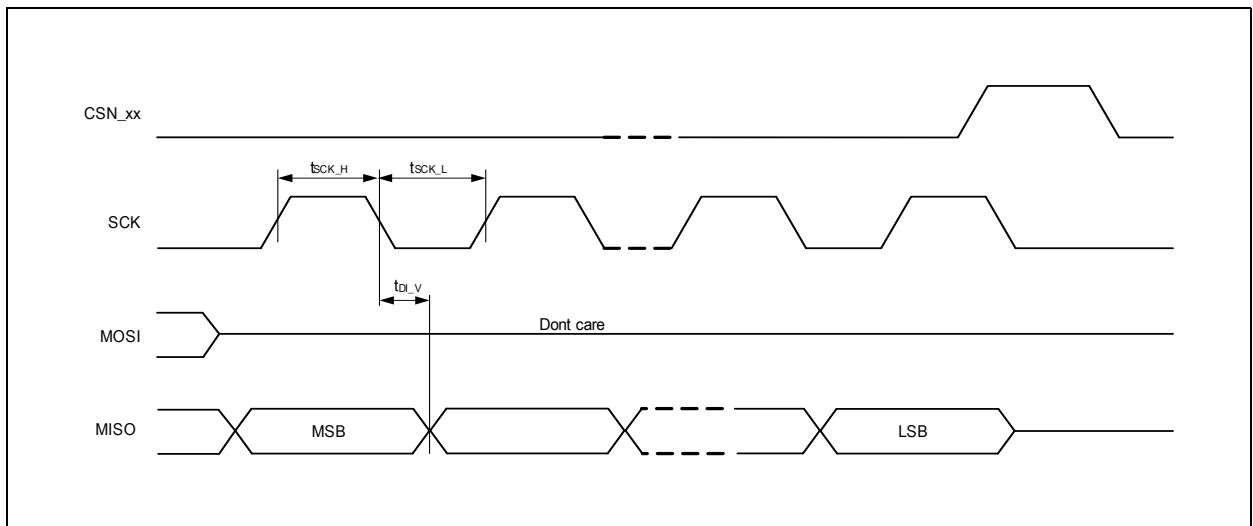 CSN_xx
tSCK_H
tSCK_L
SCK
tDI_V
Dont care
MOSI
MISO
MSB
LSB